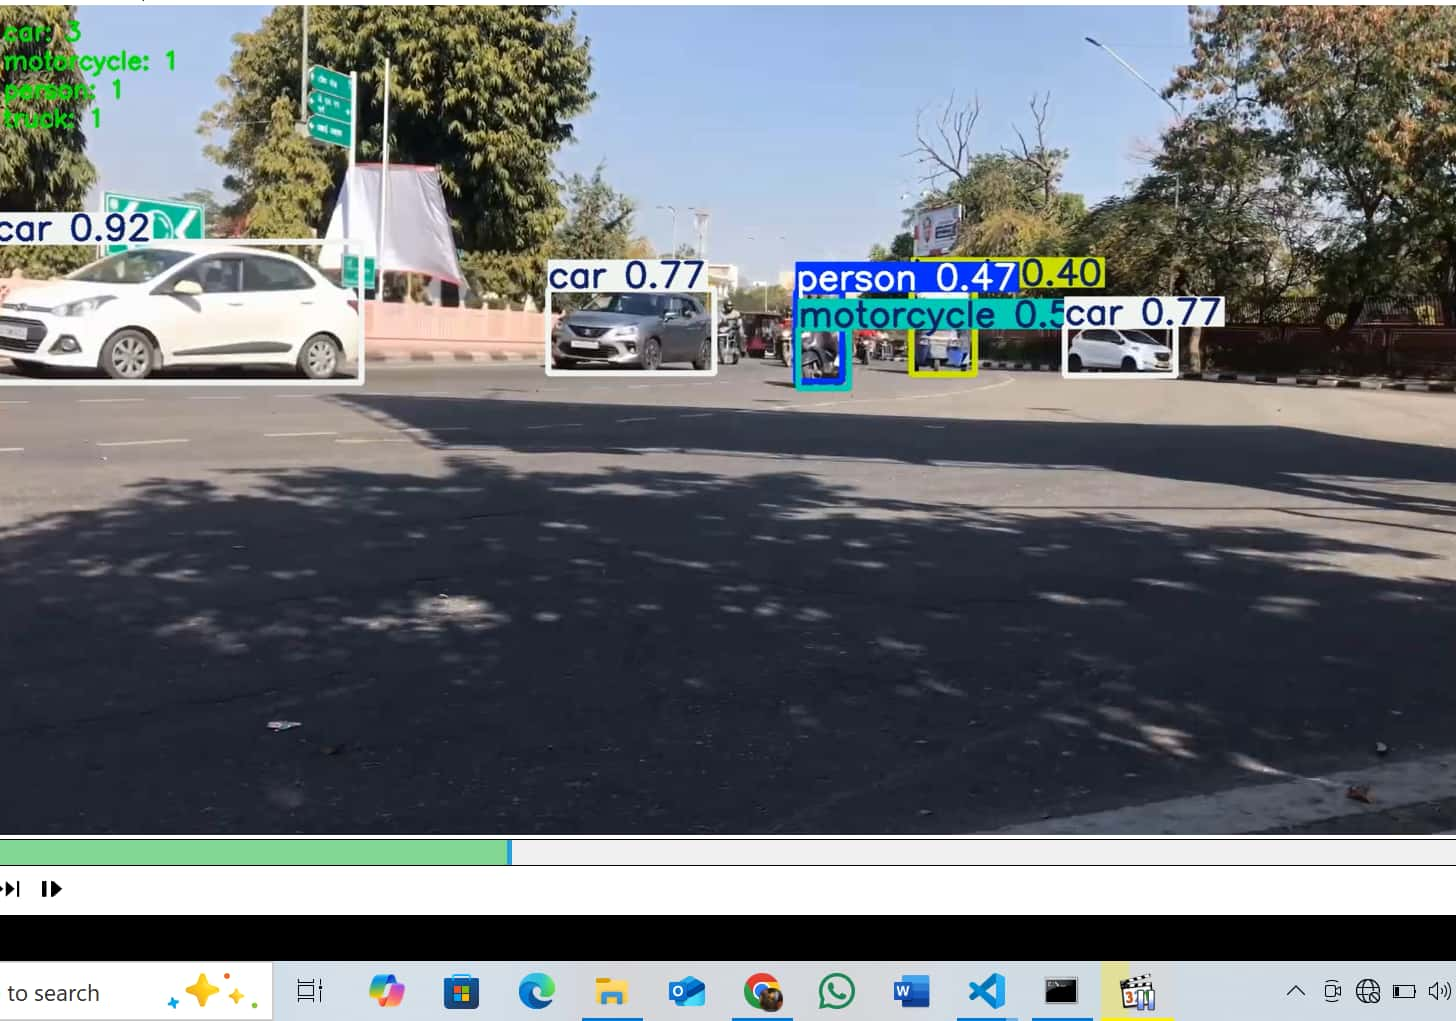 car: 3
motorcycle: 1
person: 1
truck: 1
car 0.92
car 0.77
person 0.47
0.40
motorcycle 0.5
car 0.77
to search